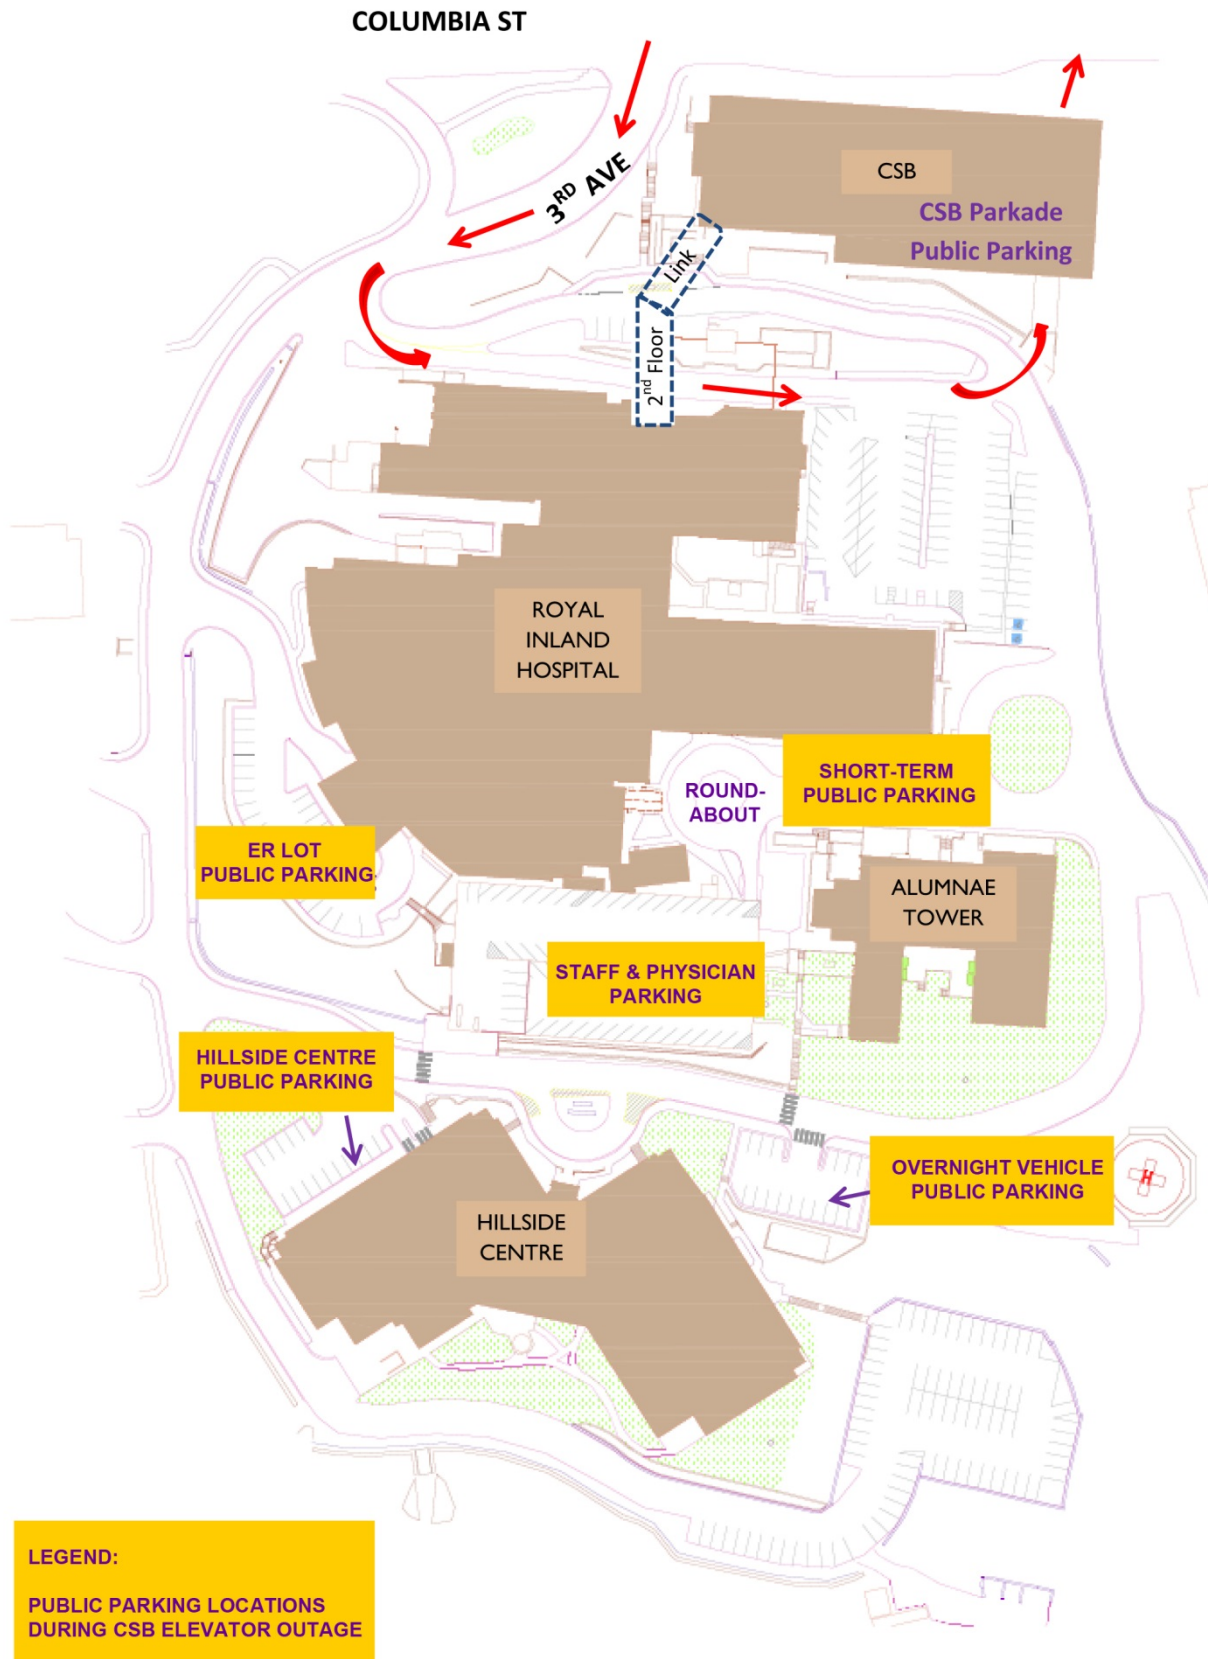 COLUMBIA ST
3RD AVE
CSB
CSB Parkade
Public Parking
Link
2nd Floor
ROYAL
INLAND
HOSPITAL
ROUND-
ABOUT
SHORT-TERM
PUBLIC PARKING
ER LOT
PUBLIC PARKING
ALUMNAE
TOWER
STAFF & PHYSICIAN
PARKING
HILLSIDE CENTRE
PUBLIC PARKING
OVERNIGHT VEHICLE
PUBLIC PARKING
H
HILLSIDE
CENTRE
LEGEND:
PUBLIC PARKING LOCATIONS
DURING CSB ELEVATOR OUTAGE